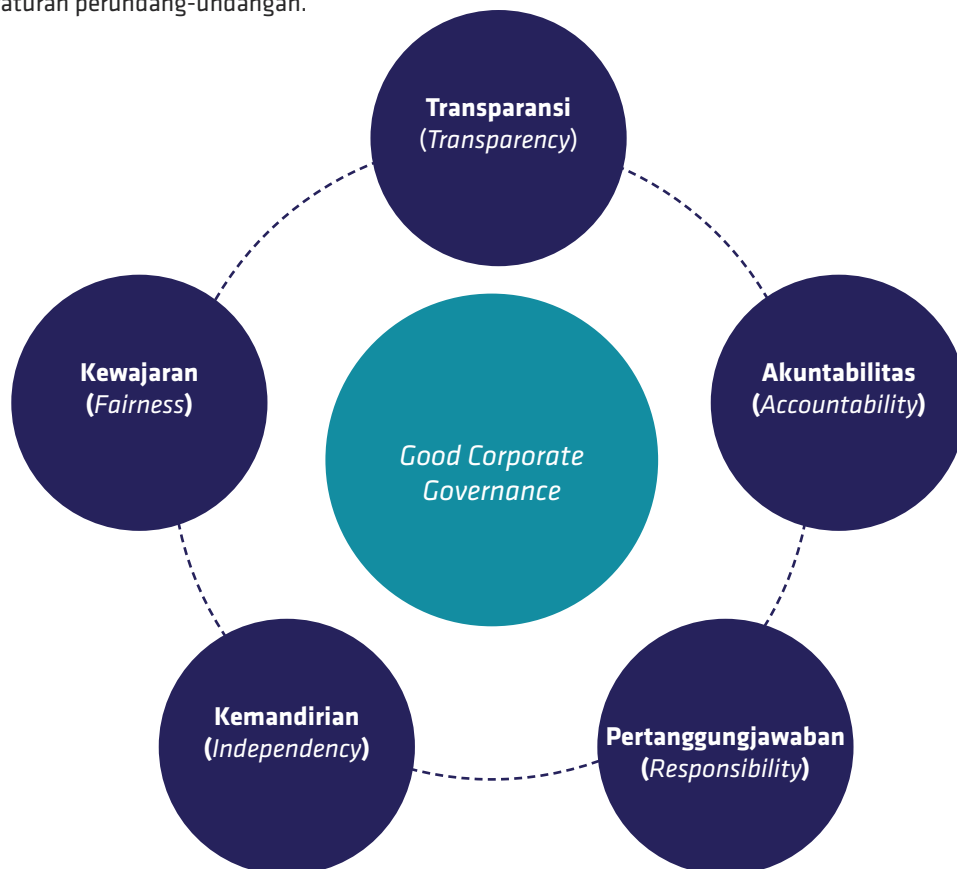 aturan perundang-undangan.
Transparansi
(Transparency)
Kewajaran
(Fairness)
Akuntabilitas
(Accountability)
Good Corporate
Governance
Kemandirian
(Independency)
Pertanggungjawaban
(Responsibility)